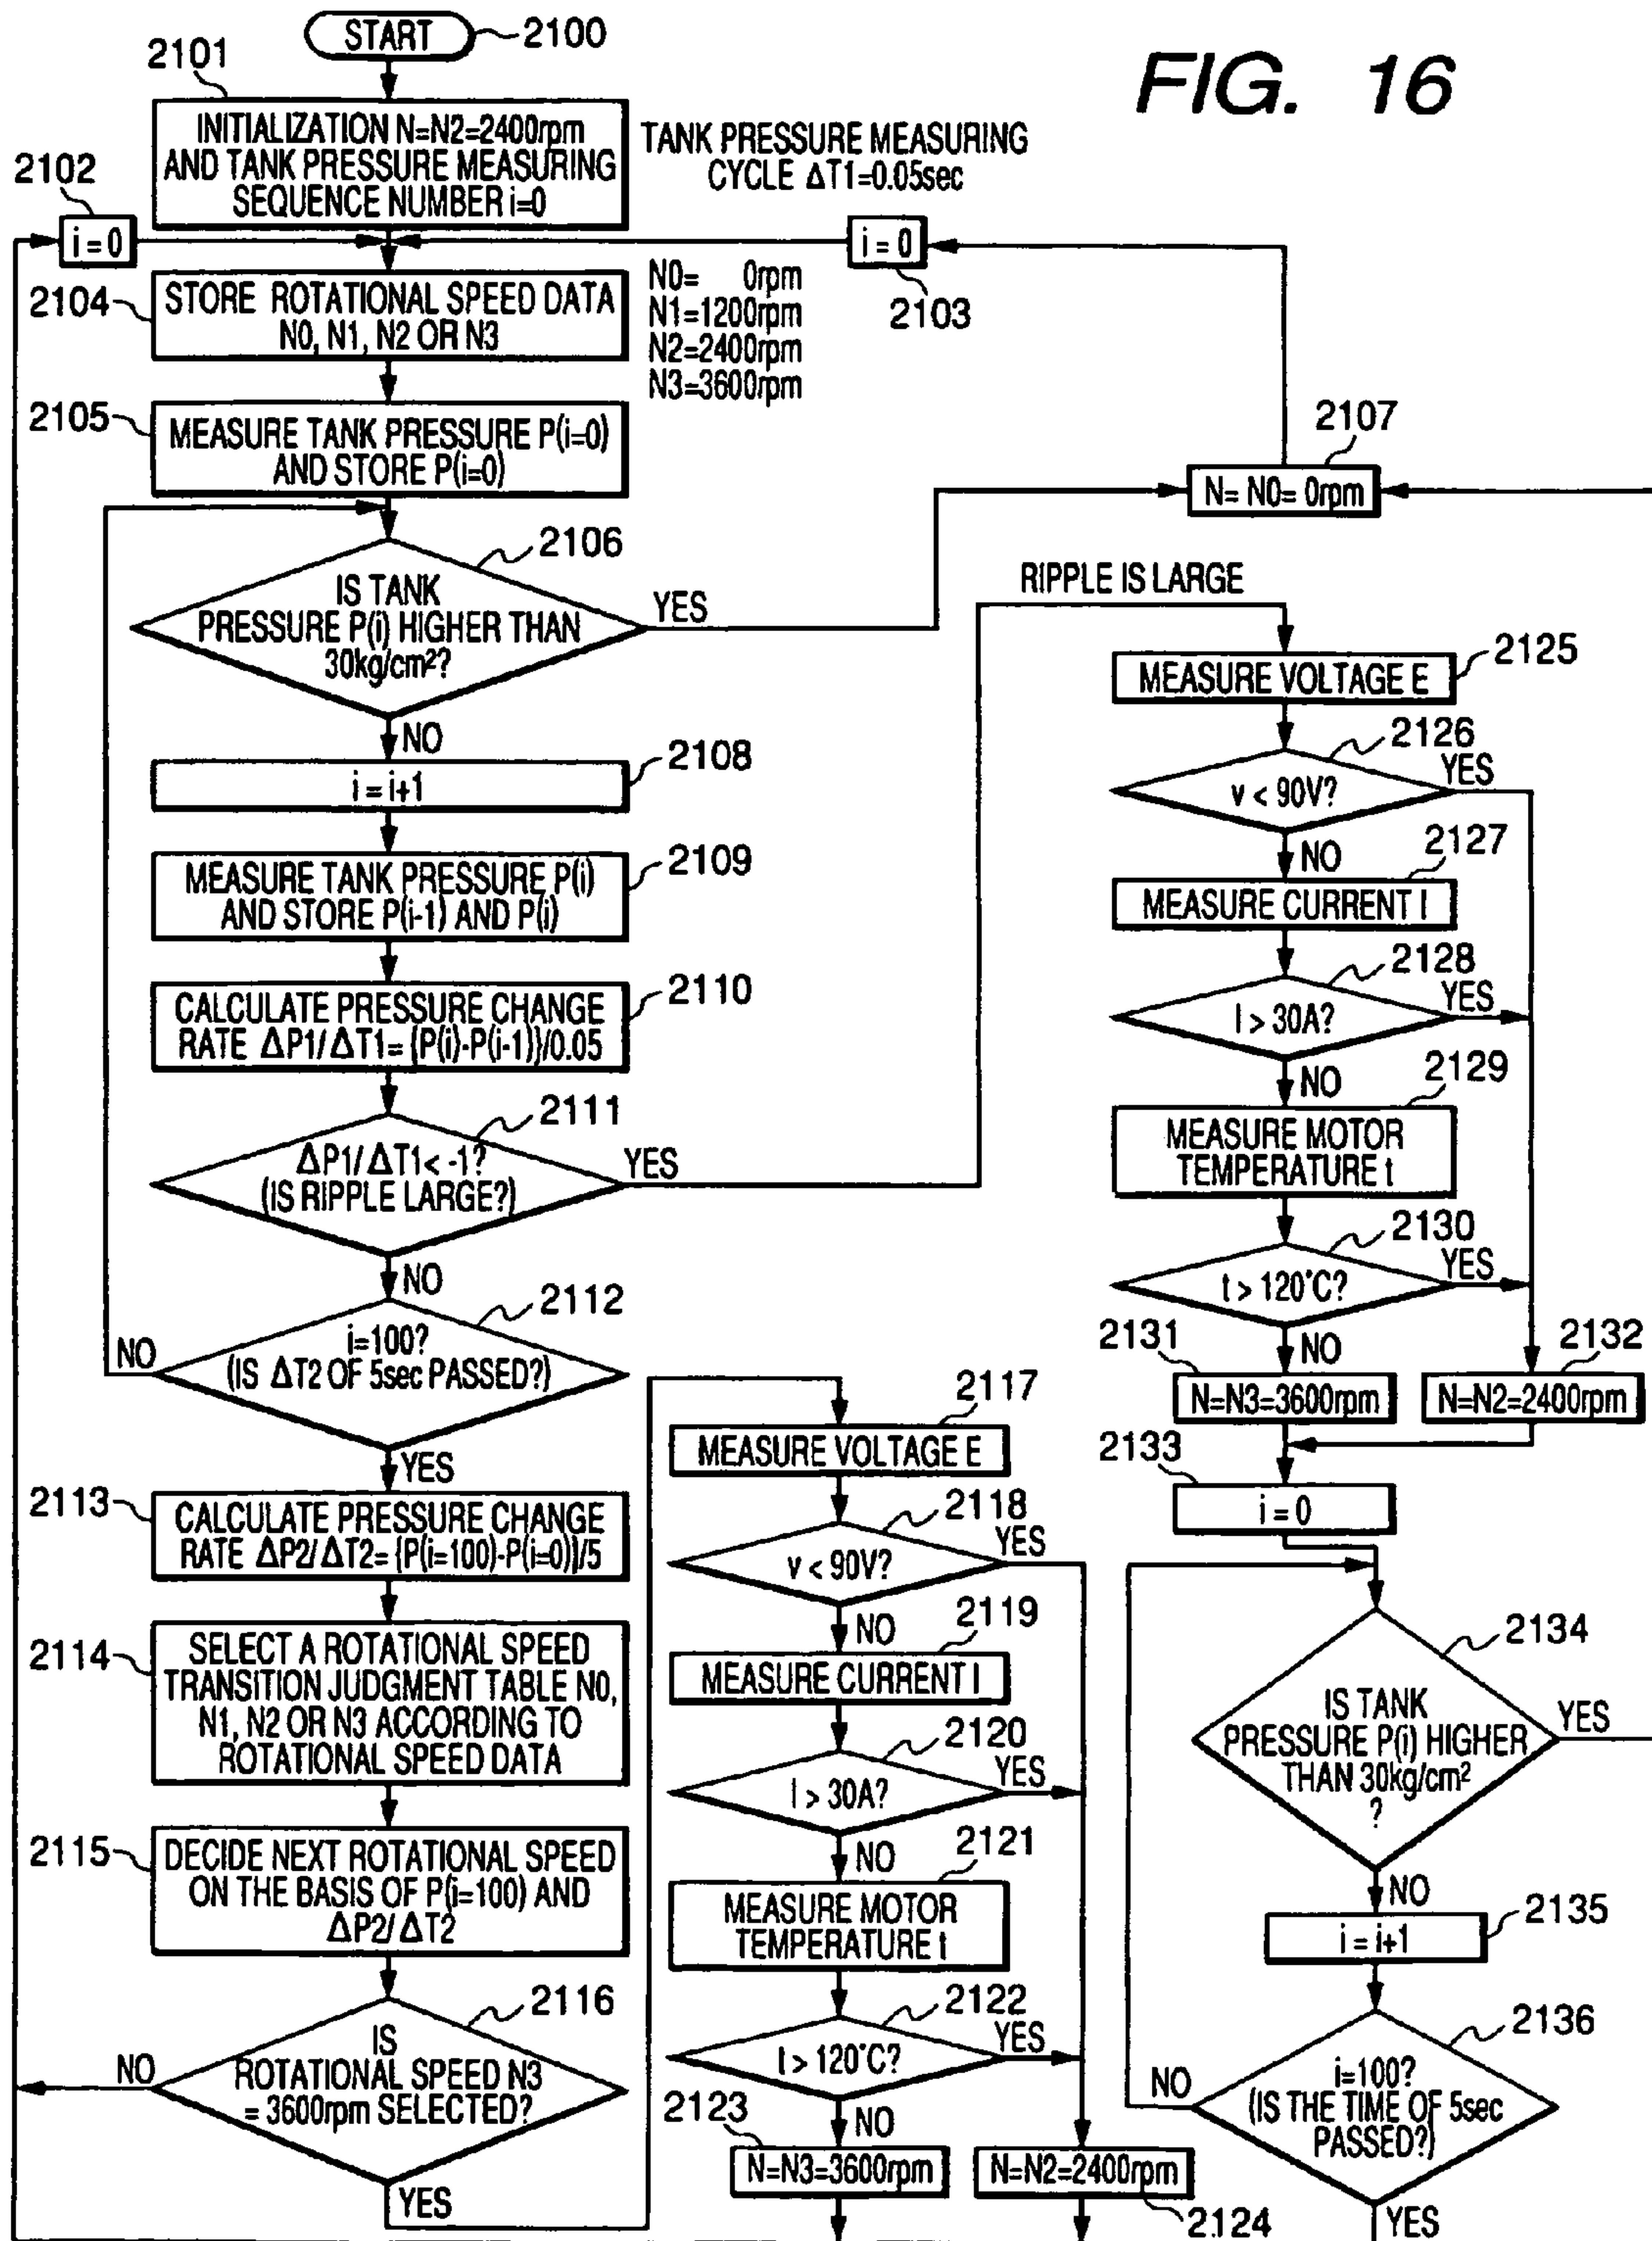 FIG. 16
START
2100
2101
INITIALIZATION N=N2=2400rpm
AND TANK PRESSURE MEASURING
SEQUENCE NUMBER i=0
TANK PRESSURE MEASURING
CYCLE ΔT1=0.05sec
2102
i = 0
i = 0
2103
2104
STORE ROTATIONAL SPEED DATA
N0, N1, N2 OR N3
N0= 0rpm
N1=1200rpm
N2=2400rpm
N3=3600rpm
2105
MEASURE TANK PRESSURE P(i=0)
AND STORE P(i=0)
2107
N= N0= 0rpm
2106
IS TANK
PRESSURE P(i) HIGHER THAN
30kg/cm²?
YES
NO
2108
i = i+1
2109
MEASURE TANK PRESSURE P(i)
AND STORE P(i-1) AND P(i)
2110
CALCULATE PRESSURE CHANGE
RATE ΔP1/ΔT1= {P(i)-P(i-1)}/0.05
2111
ΔP1/ΔT1< -1?
(IS RIPPLE LARGE?)
YES
NO
2112
i=100?
(IS ΔT2 OF 5sec PASSED?)
NO
YES
2113
CALCULATE PRESSURE CHANGE
RATE ΔP2/ΔT2= {P(i=100)-P(i=0)}/5
2114
SELECT A ROTATIONAL SPEED
TRANSITION JUDGMENT TABLE N0,
N1, N2 OR N3 ACCORDING TO
ROTATIONAL SPEED DATA
2115
DECIDE NEXT ROTATIONAL SPEED
ON THE BASIS OF P(i=100) AND
ΔP2/ΔT2
2116
IS
ROTATIONAL SPEED N3
= 3600rpm SELECTED?
NO
YES
2117
MEASURE VOLTAGE E
2118
v < 90V?
YES
NO
2119
MEASURE CURRENT I
2120
I > 30A?
YES
NO
2121
MEASURE MOTOR
TEMPERATURE t
2122
t > 120°C?
YES
NO
2123
N=N3=3600rpm
N=N2=2400rpm
2124
RIPPLE IS LARGE
MEASURE VOLTAGE E
2125
2126
v < 90V?
YES
NO
2127
MEASURE CURRENT I
2128
I > 30A?
YES
NO
2129
MEASURE MOTOR
TEMPERATURE t
2130
t > 120°C?
YES
NO
2131
N=N3=3600rpm
2132
N=N2=2400rpm
2133
i = 0
2134
IS TANK
PRESSURE P(i) HIGHER
THAN 30kg/cm²
?
YES
NO
2135
i = i+1
2136
i=100?
(IS THE TIME OF 5sec
PASSED?)
NO
YES